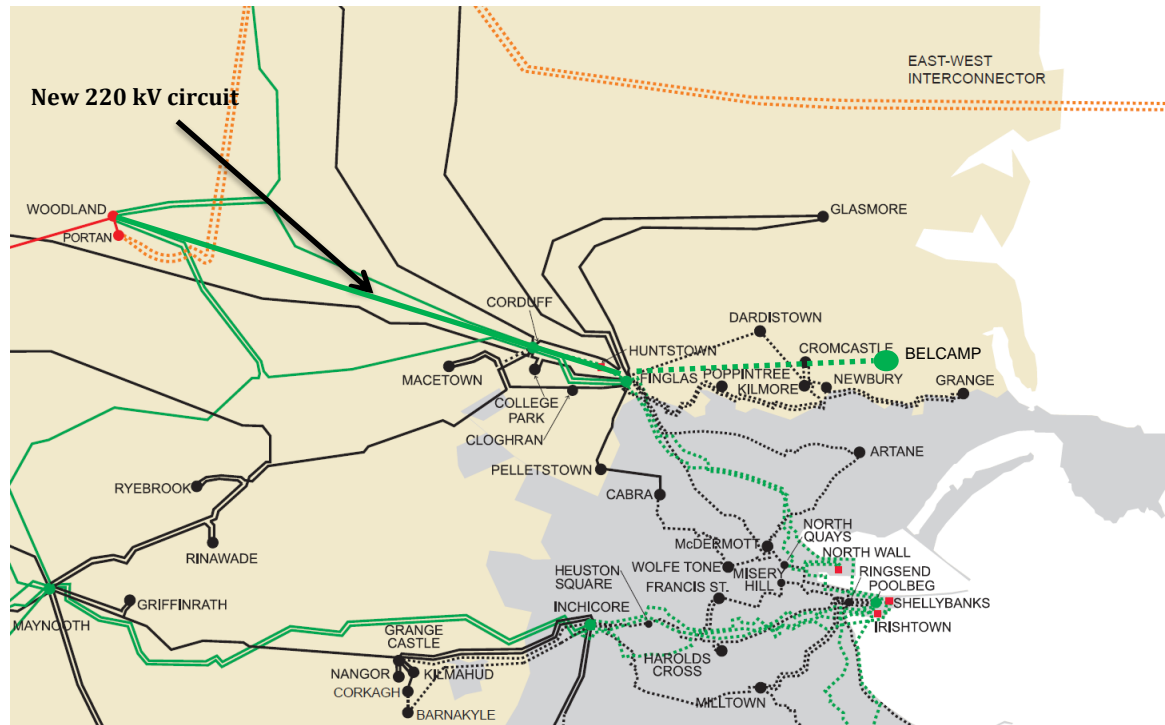 EAST-WEST
INTERCONNECTOR
New 220 kV circuit
WOODLAND
PORTAN
GLASMORE
CORDUFF
DARDISTOWN
HUNTSTOWN
CROMCASTLE
BELCAMP
MACETOWN
FINGLAS
POPPINTREE
KILMORE
NEWBURY
GRANGE
COLLEGE
PARK
CLOGHRAN
ARTANE
PELLETSTOWN
RYEBROOK
CABRA
NORTH
QUAYS
RINAWADE
McDERMOTT
NORTH WALL
HEUSTON
SQUARE
WOLFE TONE
MISERY
HILL
RINGSEND
POOLBEG
FRANCIS ST.
GRIFFINRATH
INCHICORE
SHELLYBANKS
MAYNOOTH
IRISHTOWN
GRANGE
CASTLE
HAROLDS
CROSS
NANGOR
KILMAHUD
CORKAGH
MILLTOWN
BARNAKYLE